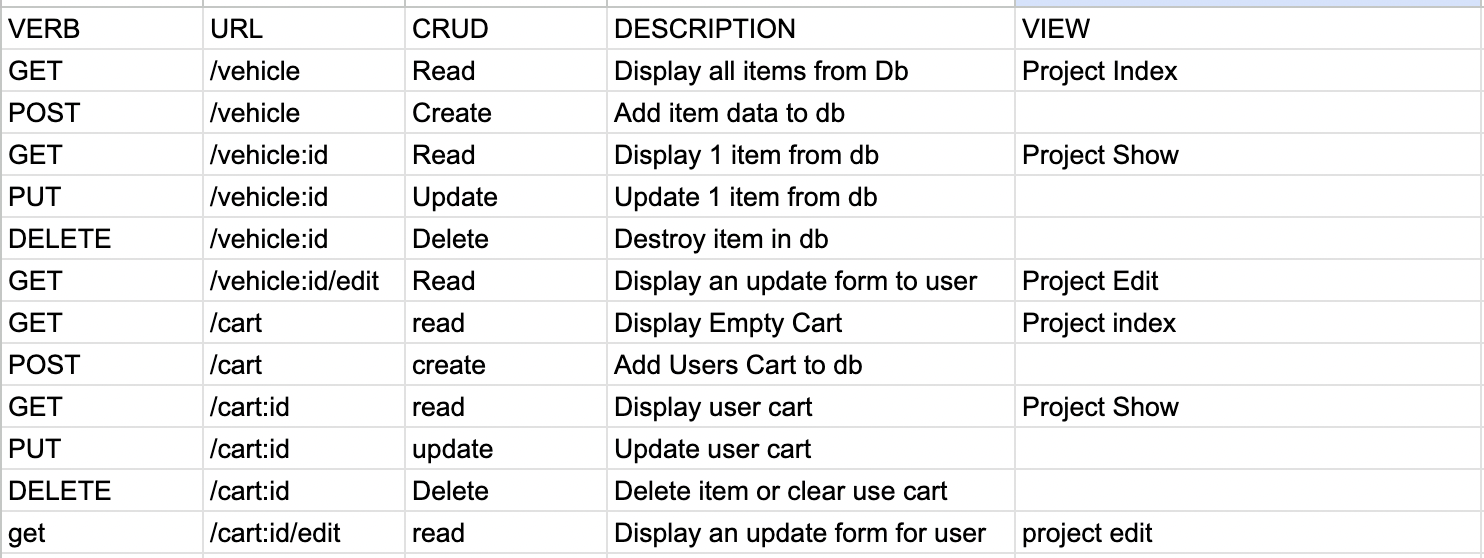 VERB URL CRUD DESCRIPTION VIEW
GET /vehicle Read Display all items from Db Project Index
POST /vehicle Create Add item data to db
GET /vehicle:id Read Display 1 item from db Project Show
PUT /vehicle:id Update Update 1 item from db
DELETE /vehicle:id Delete Destroy item in db
GET /vehicle:id/edit Read Display an update form to user Project Edit
GET /cart read Display Empty Cart Project index
POST /cart create Add Users Cart to db
GET /cart:id read Display user cart Project Show
PUT /cart:id update Update user cart
DELETE /cart:id Delete Delete item or clear use cart
get /cart:id/edit read Display an update form for user project edit